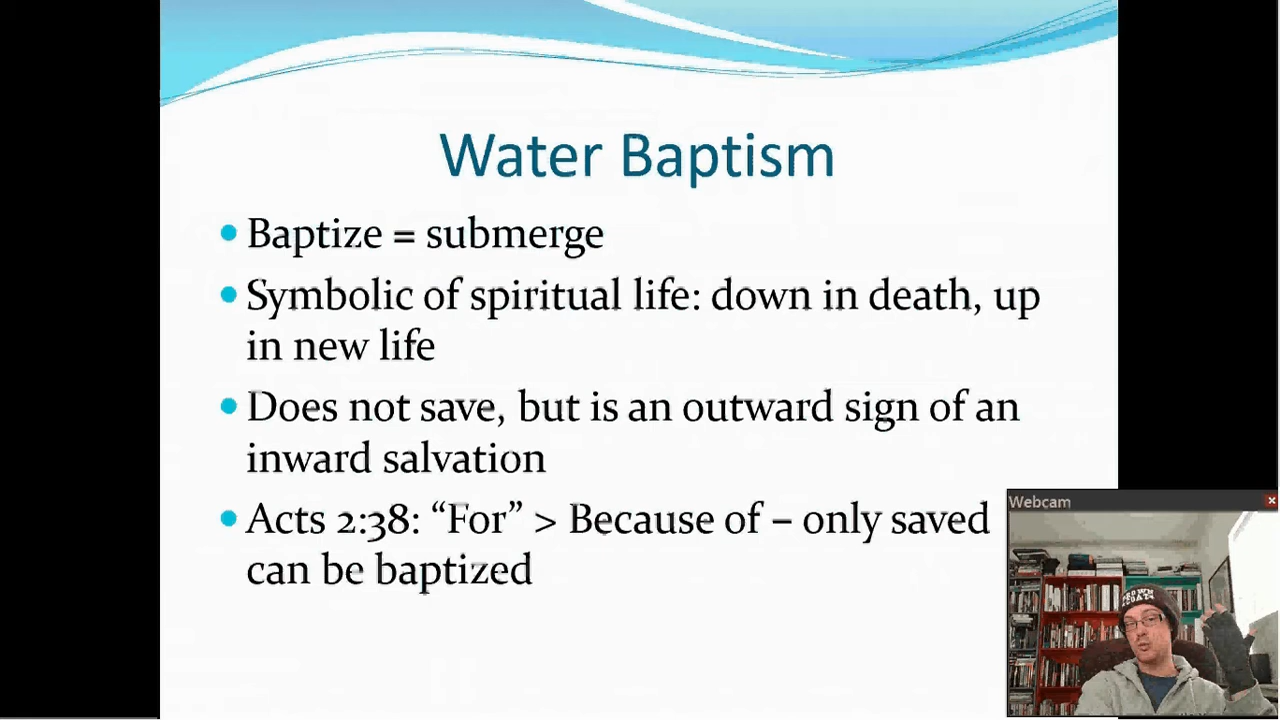 Water Baptism
• Baptize = submerge
• Symbolic of spiritual life: down in death, up
in new life
• Does not save, but is an outward sign of an
inward salvation
• Acts 2:38: “For” > Because of – only saved
can be baptized
Webcam
BROWN
COATS